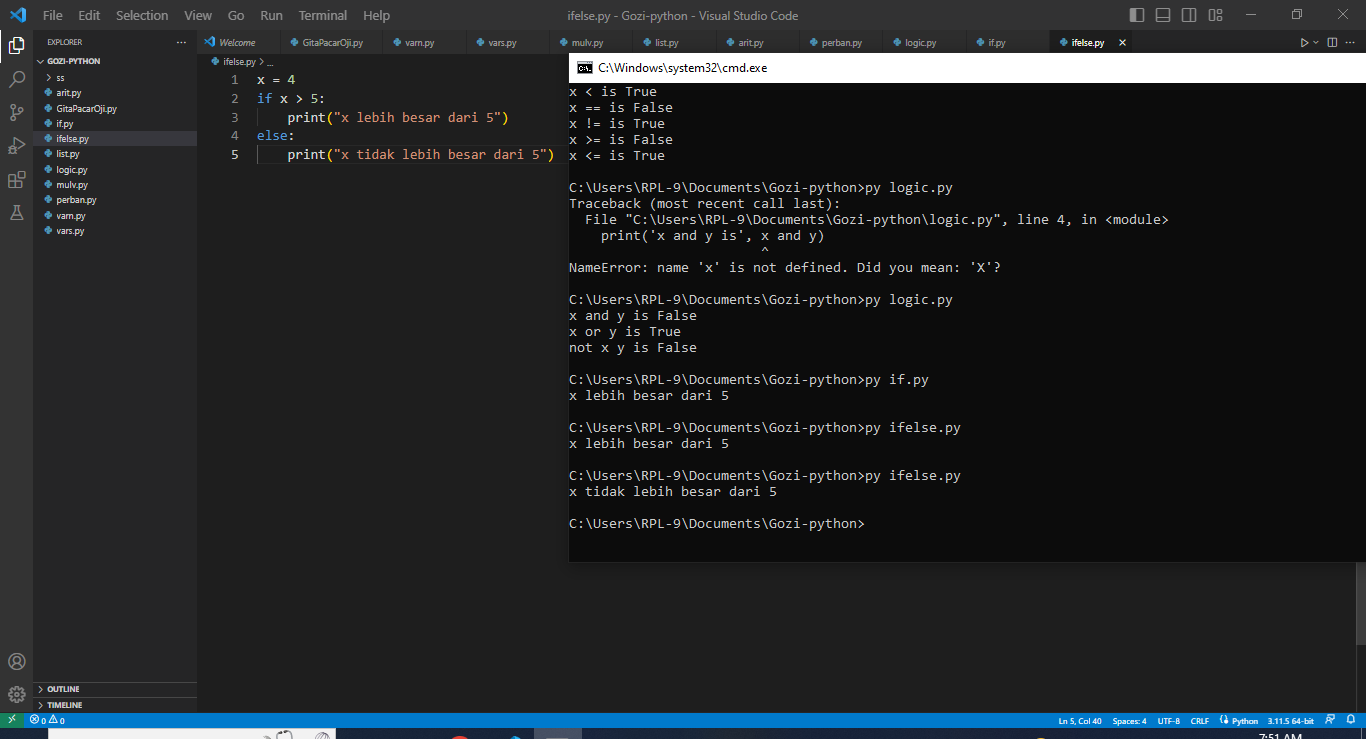 File Edit Selection View Go Run Terminal Help
ifelse.py - Gozi-python - Visual Studio Code
EXPLORER
GOZI-PYTHON
ss
arit.py
GitaPacarOji.py
if.py
ifelse.py
list.py
logic.py
mulv.py
perban.py
varn.py
vars.py
OUTLINE
TIMELINE
Welcome GitaPacarOji.py varn.py vars.py mulv.py list.py arit.py perban.py logic.py if.py ifelse.py
ifelse.py > ...
1 x = 4
2 if x > 5:
3 print("x lebih besar dari 5")
4 else:
5 print("x tidak lebih besar dari 5")
C:\Windows\system32\cmd.exe
x < is True
x == is False
x != is True
x >= is False
x <= is True
C:\Users\RPL-9\Documents\Gozi-python>py logic.py
Traceback (most recent call last):
File "C:\Users\RPL-9\Documents\Gozi-python\logic.py", line 4, in <module>
print('x and y is', x and y)
^
NameError: name 'x' is not defined. Did you mean: 'X'?
C:\Users\RPL-9\Documents\Gozi-python>py logic.py
x and y is False
x or y is True
not x y is False
C:\Users\RPL-9\Documents\Gozi-python>py if.py
x lebih besar dari 5
C:\Users\RPL-9\Documents\Gozi-python>py ifelse.py
x lebih besar dari 5
C:\Users\RPL-9\Documents\Gozi-python>py ifelse.py
x tidak lebih besar dari 5
C:\Users\RPL-9\Documents\Gozi-python>
0 0 Ln 5, Col 40 Spaces: 4 UTF-8 CRLF Python 3.11.5 64-bit
7:51 AM